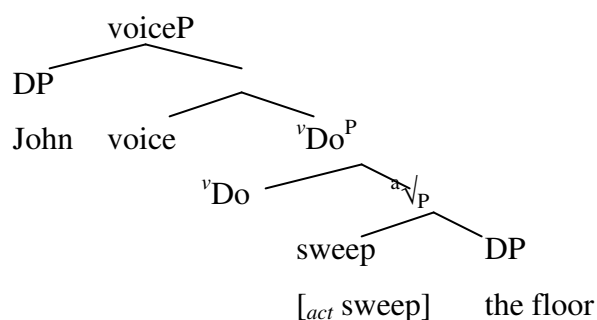 voiceP
DP
John voice ᵛDoᴾ
ᵛDo ᵃ√P
sweep DP
[act sweep] the floor